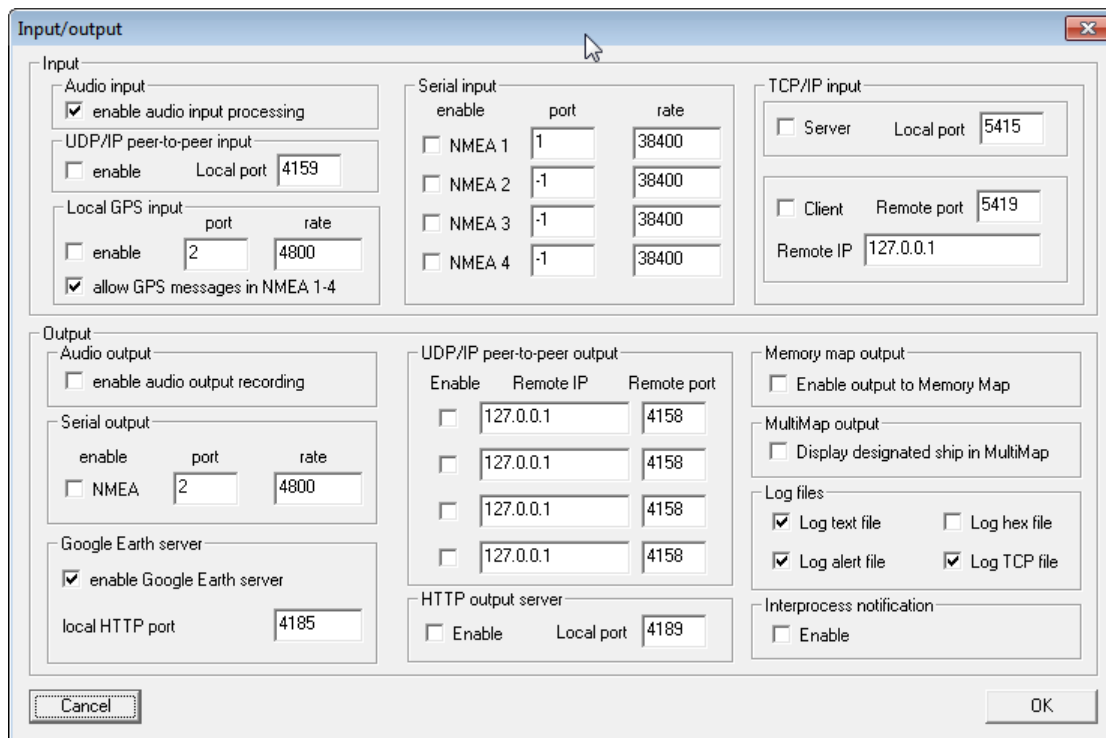 Input/output
Input
Audio input
enable audio input processing
UDP/IP peer-to-peer input
enable Local port 4159
Local GPS input
port rate
enable 2 4800
allow GPS messages in NMEA 1-4
Serial input
enable port rate
NMEA 1 1 38400
NMEA 2 -1 38400
NMEA 3 -1 38400
NMEA 4 -1 38400
TCP/IP input
Server Local port 5415
Client Remote port 5419
Remote IP 127.0.0.1
Output
Audio output
enable audio output recording
Serial output
enable port rate
NMEA 2 4800
Google Earth server
enable Google Earth server
local HTTP port 4185
UDP/IP peer-to-peer output
Enable Remote IP Remote port
127.0.0.1 4158
127.0.0.1 4158
127.0.0.1 4158
127.0.0.1 4158
HTTP output server
Enable Local port 4189
Memory map output
Enable output to Memory Map
MultiMap output
Display designated ship in MultiMap
Log files
Log text file Log hex file
Log alert file Log TCP file
Interprocess notification
Enable
Cancel OK